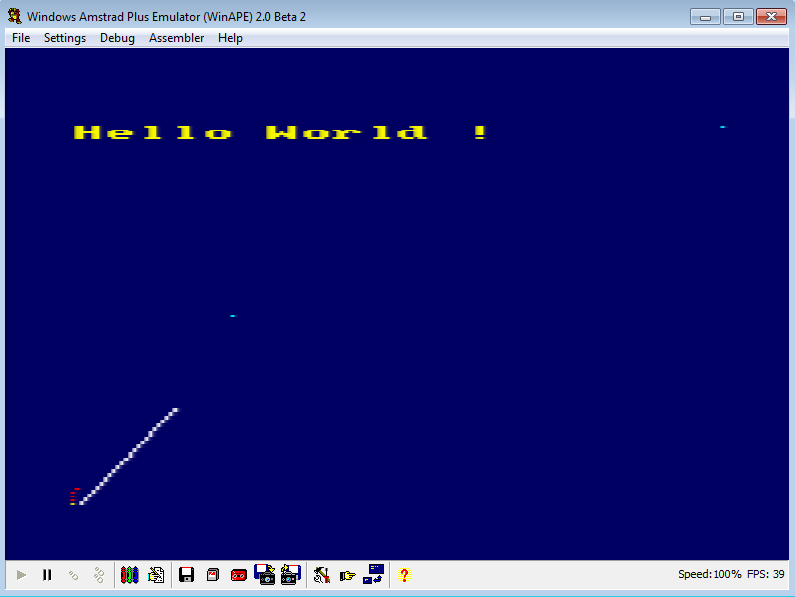 Windows Amstrad Plus Emulator (WinAPE) 2.0 Beta 2
File Settings Debug Assembler Help
Hello World !
Speed:100% FPS: 39